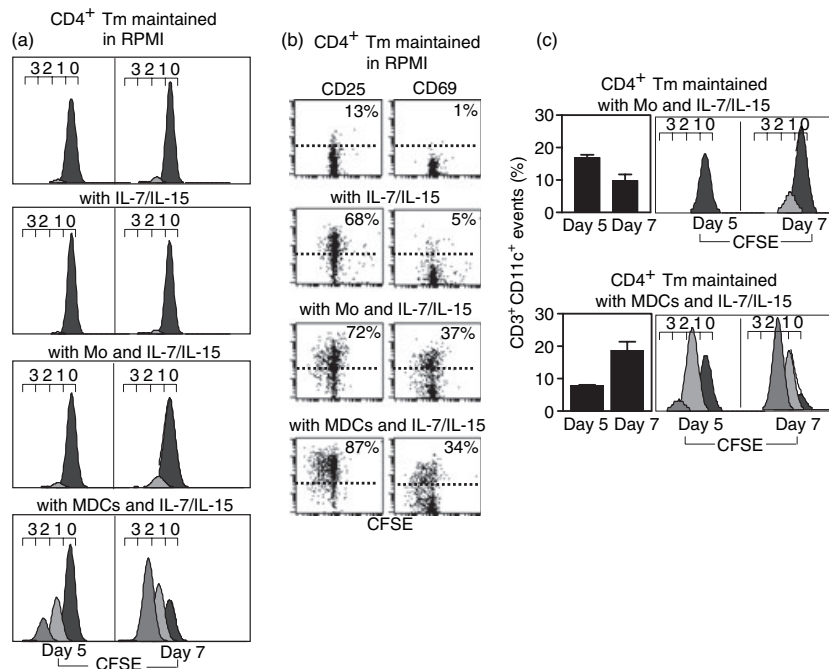 (a)
CD4+ Tm maintained
in RPMI
3 2 1 0
3 2 1 0
with IL-7/IL-15
3 2 1 0
3 2 1 0
with Mo and IL-7/IL-15
3 2 1 0
3 2 1 0
with MDCs and IL-7/IL-15
3 2 1 0
3 2 1 0
Day 5
Day 7
CFSE
(b)
CD4+ Tm maintained
in RPMI
CD25
CD69
13%
1%
with IL-7/IL-15
68%
5%
with Mo and IL-7/IL-15
72%
37%
with MDCs and IL-7/IL-15
87%
34%
CFSE
(c)
CD4+ Tm maintained
with Mo and IL-7/IL-15
CD3+CD11c+ events (%)
30
20
10
0
Day 5
Day 7
3 2 1 0
3 2 1 0
Day 5
Day 7
CFSE
CD4+ Tm maintained
with MDCs and IL-7/IL-15
30
20
10
0
Day 5
Day 7
3 2 1 0
3 2 1 0
Day 5
Day 7
CFSE